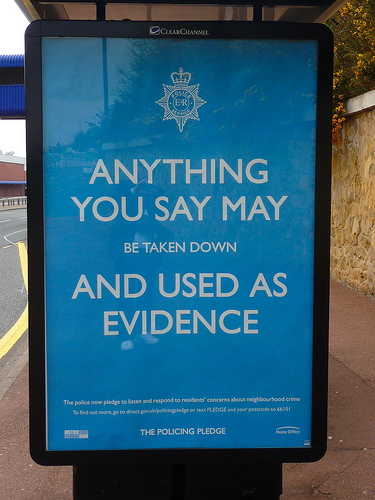 CLEARCHANNEL
POLICE
E R
ANYTHING
YOU SAY MAY
BE TAKEN DOWN
AND USED AS
EVIDENCE
The police now pledge to listen and respond to residents' concerns about neighbourhood crime
To find out more, go to direct.gov.uk/policingpledge or text PLEDGE and your postcode to 66101
THE POLICING PLEDGE
Home Office